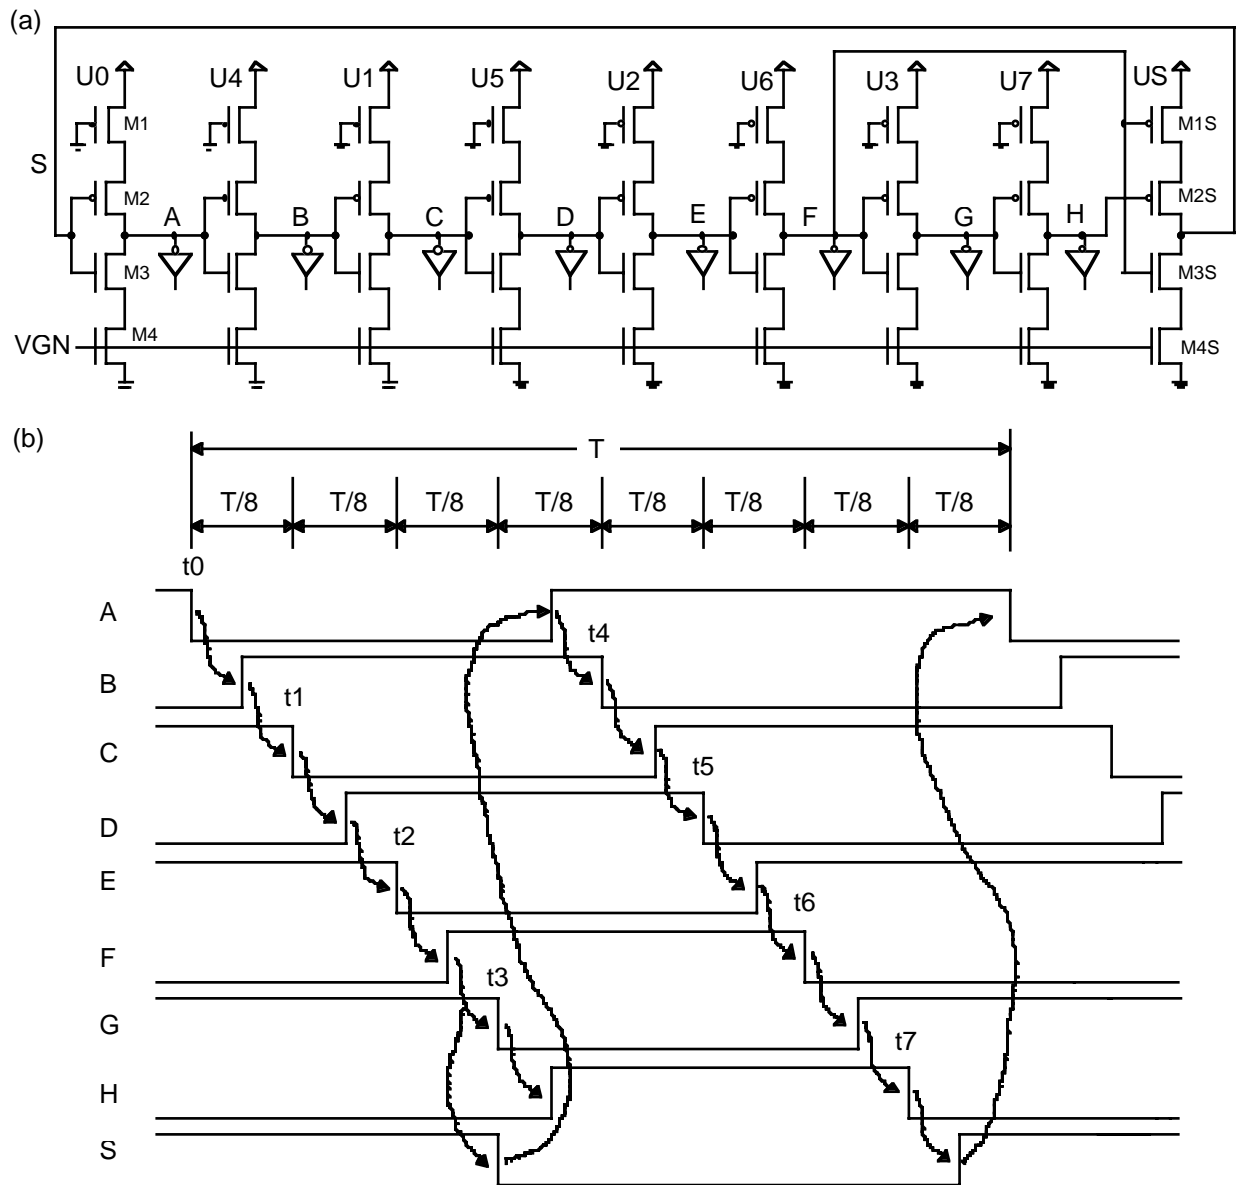 (a)
U0 U4 U1 U5 U2 U6 U3 U7 US
M1 M1S
S
M2 M2S
A B C D E F G H
M3 M3S
VGN M4 M4S
(b)
T
T/8 T/8 T/8 T/8 T/8 T/8 T/8 T/8
t0
A
t4
B
t1
C
t5
D
t2
E
t6
F
t3
G
t7
H
S